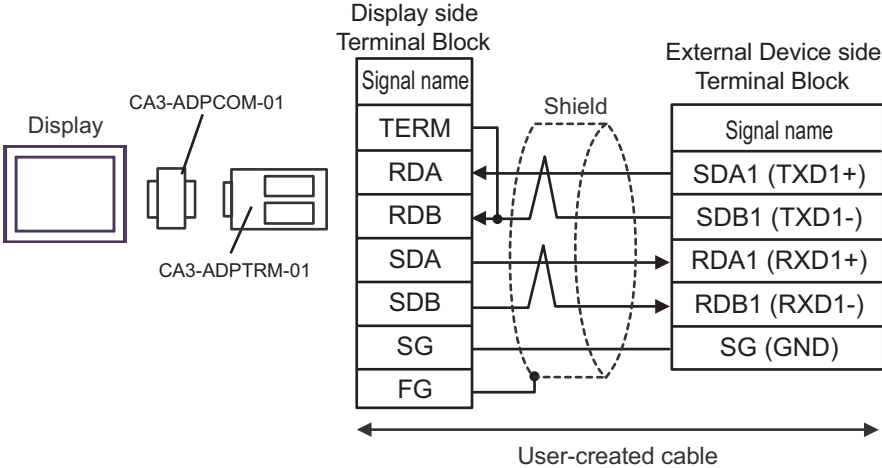 Display side
Terminal Block
External Device side
Terminal Block
Signal name
CA3-ADPCOM-01
Shield
Display
TERM
Signal name
RDA
SDA1 (TXD1+)
RDB
SDB1 (TXD1-)
SDA
RDA1 (RXD1+)
CA3-ADPTRM-01
SDB
RDB1 (RXD1-)
SG
SG (GND)
FG
User-created cable